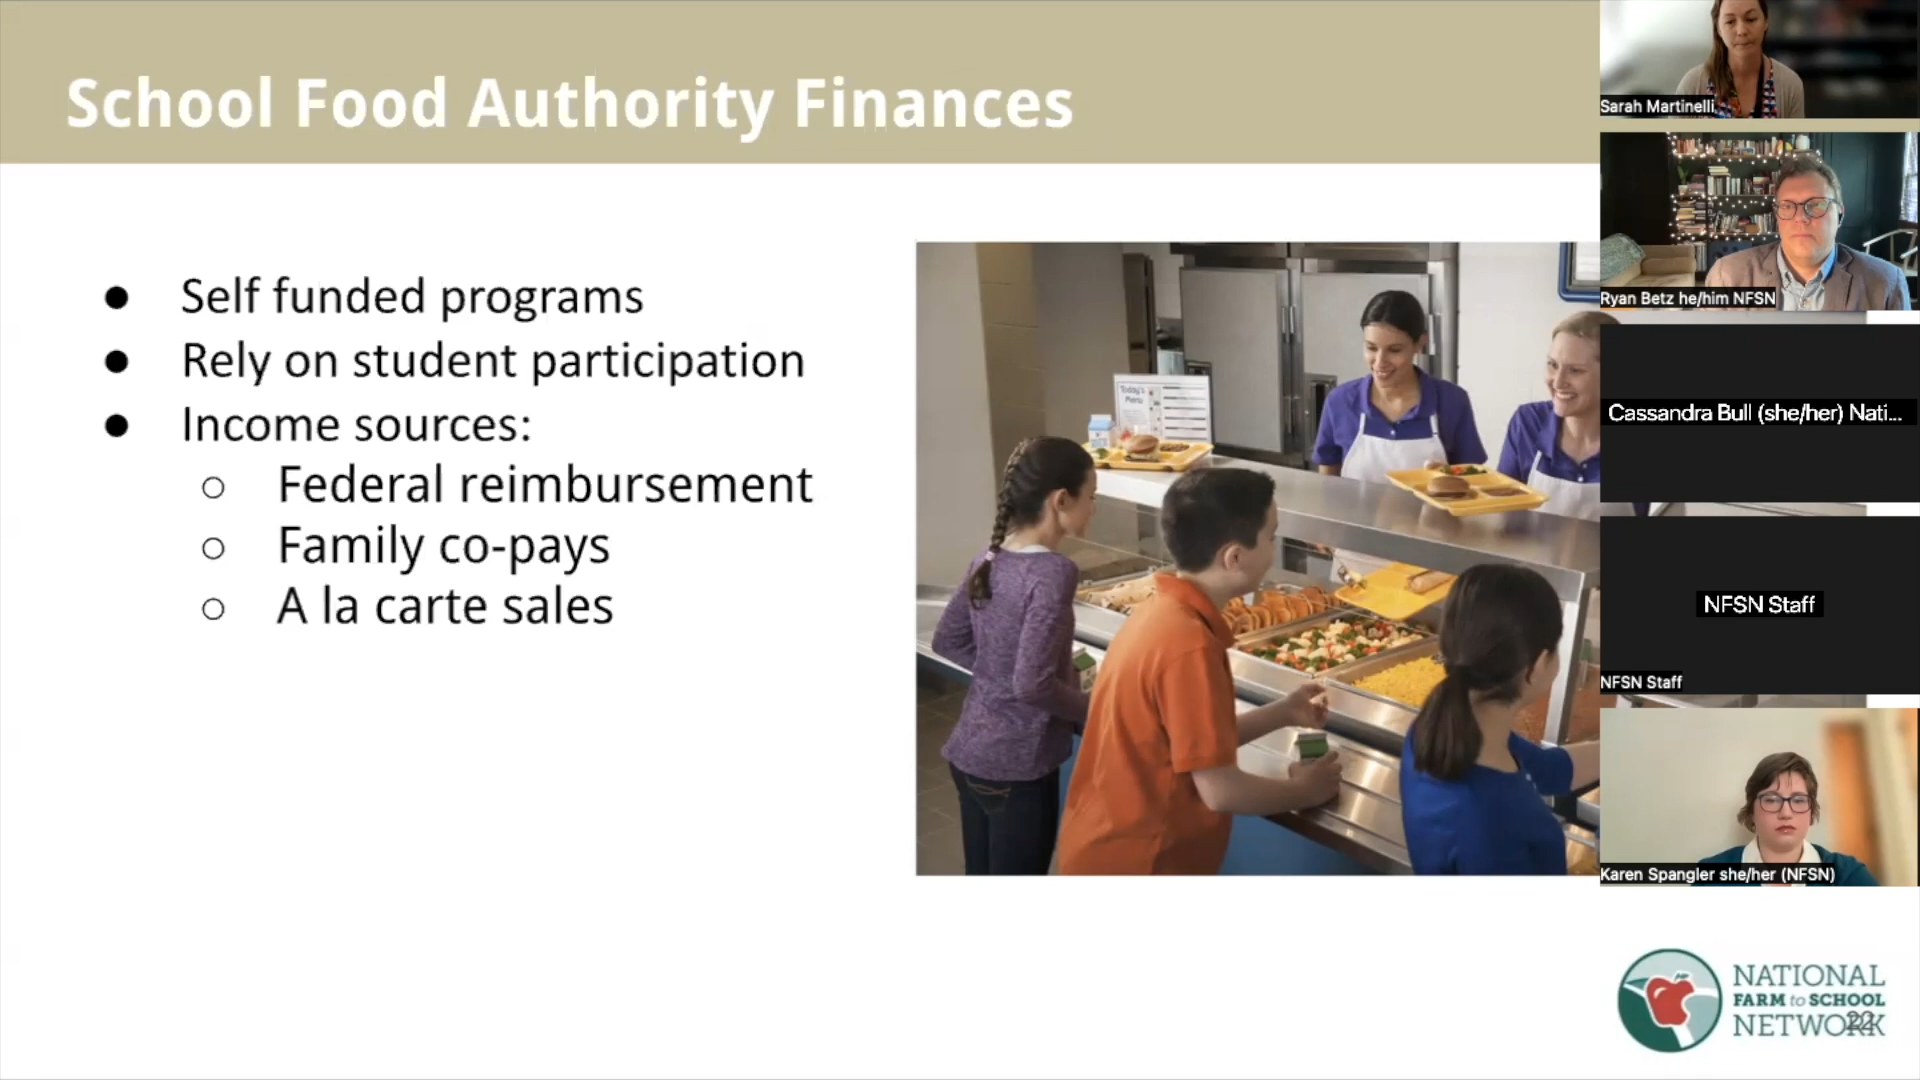 School Food Authority Finances
● Self funded programs
● Rely on student participation
● Income sources:
○ Federal reimbursement
○ Family co-pays
○ A la carte sales
Today's
Menu
Sarah Martinelli
Ryan Betz he/him NFSN
Cassandra Bull (she/her) Nati...
NFSN Staff
NFSN Staff
Karen Spangler she/her (NFSN)
NATIONAL
FARM to SCHOOL
NETWORK
22